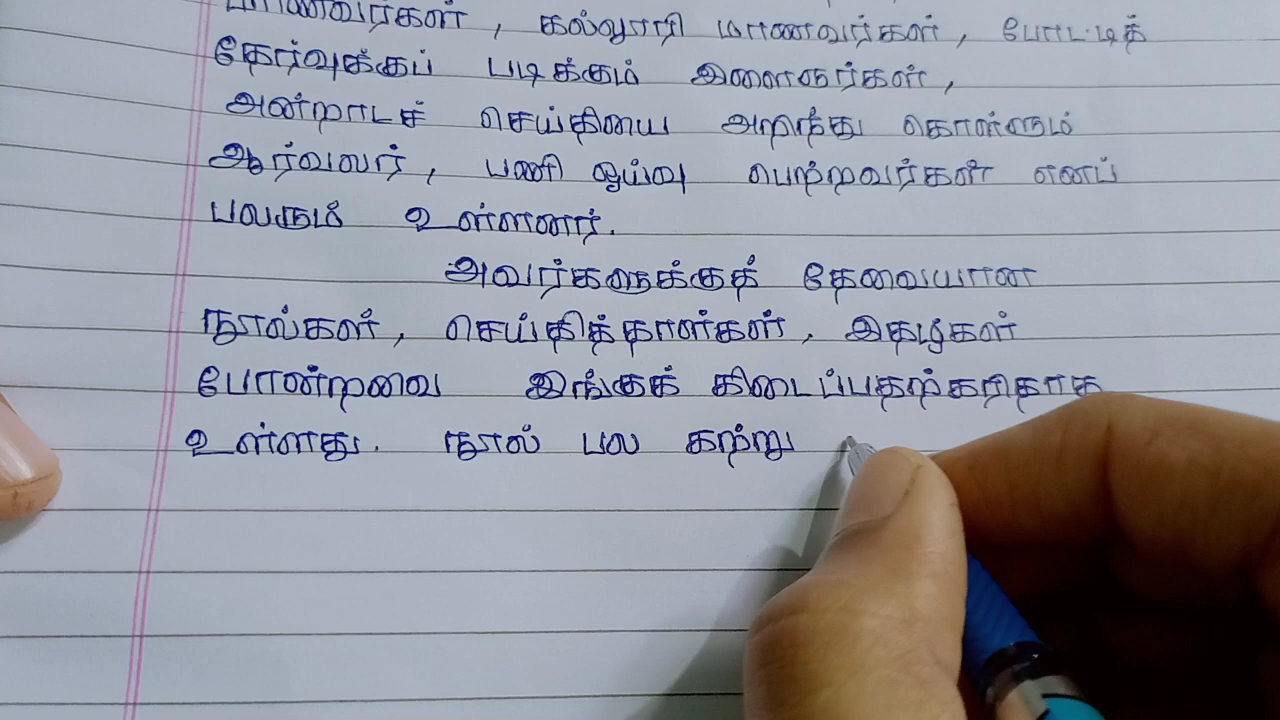 மாணவர்கள் , கல்லூரி மாணவர்கள் , போட்டித்
தேர்வுக்குப் படிக்கும் இளைஞர்கள் ,
அன்றாடச் செய்தியை அறிந்து கொள்ளும்
ஆர்வலர் , பணி ஓய்வு பெற்றவர்கள் எனப்
பலரும் உள்ளனர் .
அவர்களுக்குத் தேவையான
நூல்கள் , செய்தித்தாள்கள் , இதழ்கள்
போன்றவை இங்குக் கிடைப்பதற்கரிதாக
உள்ளது . நூல் பல கற்று